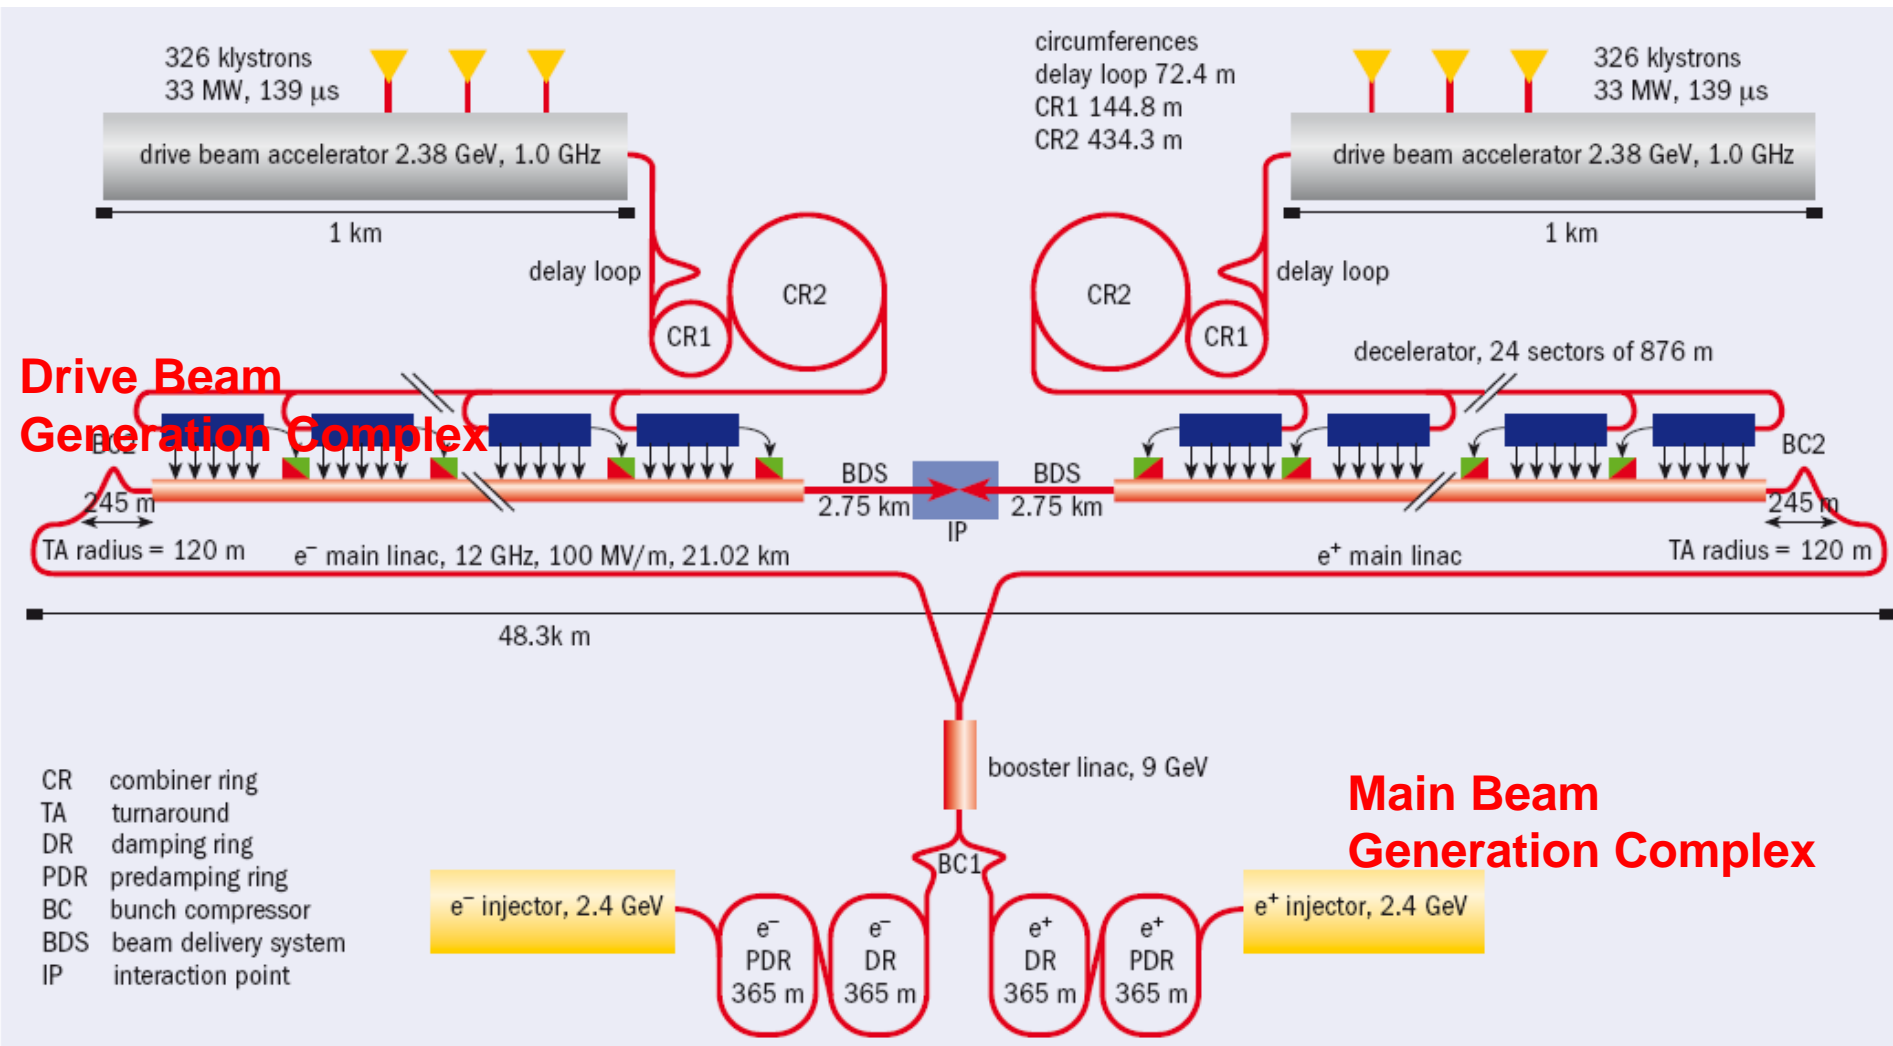 326 klystrons
33 MW, 139 μs
circumferences
delay loop 72.4 m
CR1 144.8 m
CR2 434.3 m
326 klystrons
33 MW, 139 μs
drive beam accelerator 2.38 GeV, 1.0 GHz
drive beam accelerator 2.38 GeV, 1.0 GHz
1 km
1 km
delay loop
CR2
CR1
CR2
CR1
delay loop
decelerator, 24 sectors of 876 m
Drive Beam
Generation Complex
BC2
BC2
245 m
BDS
2.75 km
IP
BDS
2.75 km
245 m
TA radius = 120 m
e⁻ main linac, 12 GHz, 100 MV/m, 21.02 km
e⁺ main linac
TA radius = 120 m
48.3k m
booster linac, 9 GeV
Main Beam
Generation Complex
CR combiner ring
TA turnaround
DR damping ring
PDR predamping ring
BC bunch compressor
BDS beam delivery system
IP interaction point
BC1
e⁻ injector, 2.4 GeV
e⁻
PDR
365 m
e⁻
DR
365 m
e⁺
DR
365 m
e⁺
PDR
365 m
e⁺ injector, 2.4 GeV